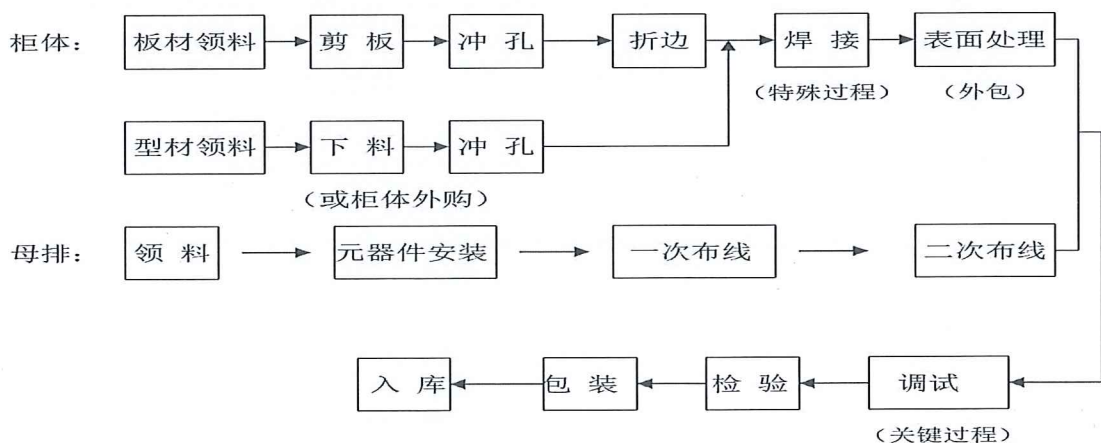 柜体： 板材领料 剪 板 冲 孔 折边 焊 接 表面处理
（特殊过程） （外包）
型材领料 下 料 冲 孔
（或柜体外购）
母排： 领 料 元器件安装 一次布线 二次布线
入 库 包 装 检 验 调试
（关键过程）